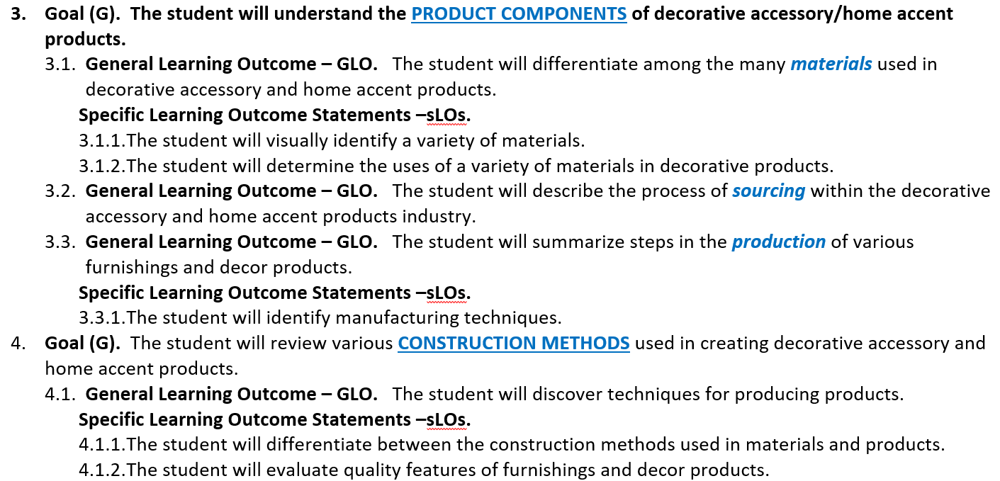 3. Goal (G). The student will understand the PRODUCT COMPONENTS of decorative accessory/home accent
products.
3.1. General Learning Outcome – GLO. The student will differentiate among the many materials used in
decorative accessory and home accent products.
Specific Learning Outcome Statements –sLOs.
3.1.1.The student will visually identify a variety of materials.
3.1.2.The student will determine the uses of a variety of materials in decorative products.
3.2. General Learning Outcome – GLO. The student will describe the process of sourcing within the decorative
accessory and home accent products industry.
3.3. General Learning Outcome – GLO. The student will summarize steps in the production of various
furnishings and decor products.
Specific Learning Outcome Statements –sLOs.
3.3.1.The student will identify manufacturing techniques.
4. Goal (G). The student will review various CONSTRUCTION METHODS used in creating decorative accessory and
home accent products.
4.1. General Learning Outcome – GLO. The student will discover techniques for producing products.
Specific Learning Outcome Statements –sLOs.
4.1.1.The student will differentiate between the construction methods used in materials and products.
4.1.2.The student will evaluate quality features of furnishings and decor products.